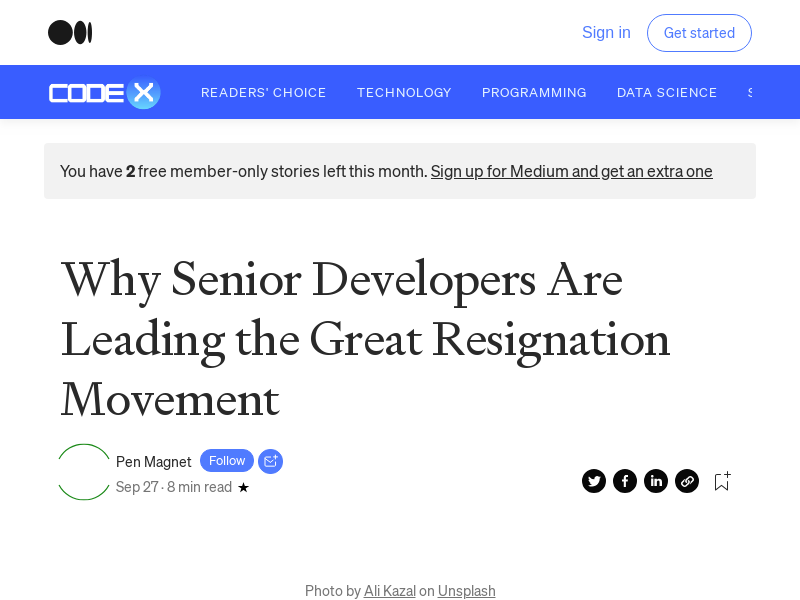 Sign in
Get started
CODE X
READERS' CHOICE
TECHNOLOGY
PROGRAMMING
DATA SCIENCE
You have 2 free member-only stories left this month. Sign up for Medium and get an extra one
Why Senior Developers Are
Leading the Great Resignation
Movement
Pen Magnet
Follow
Sep 27 · 8 min read ★
Photo by Ali Kazal on Unsplash